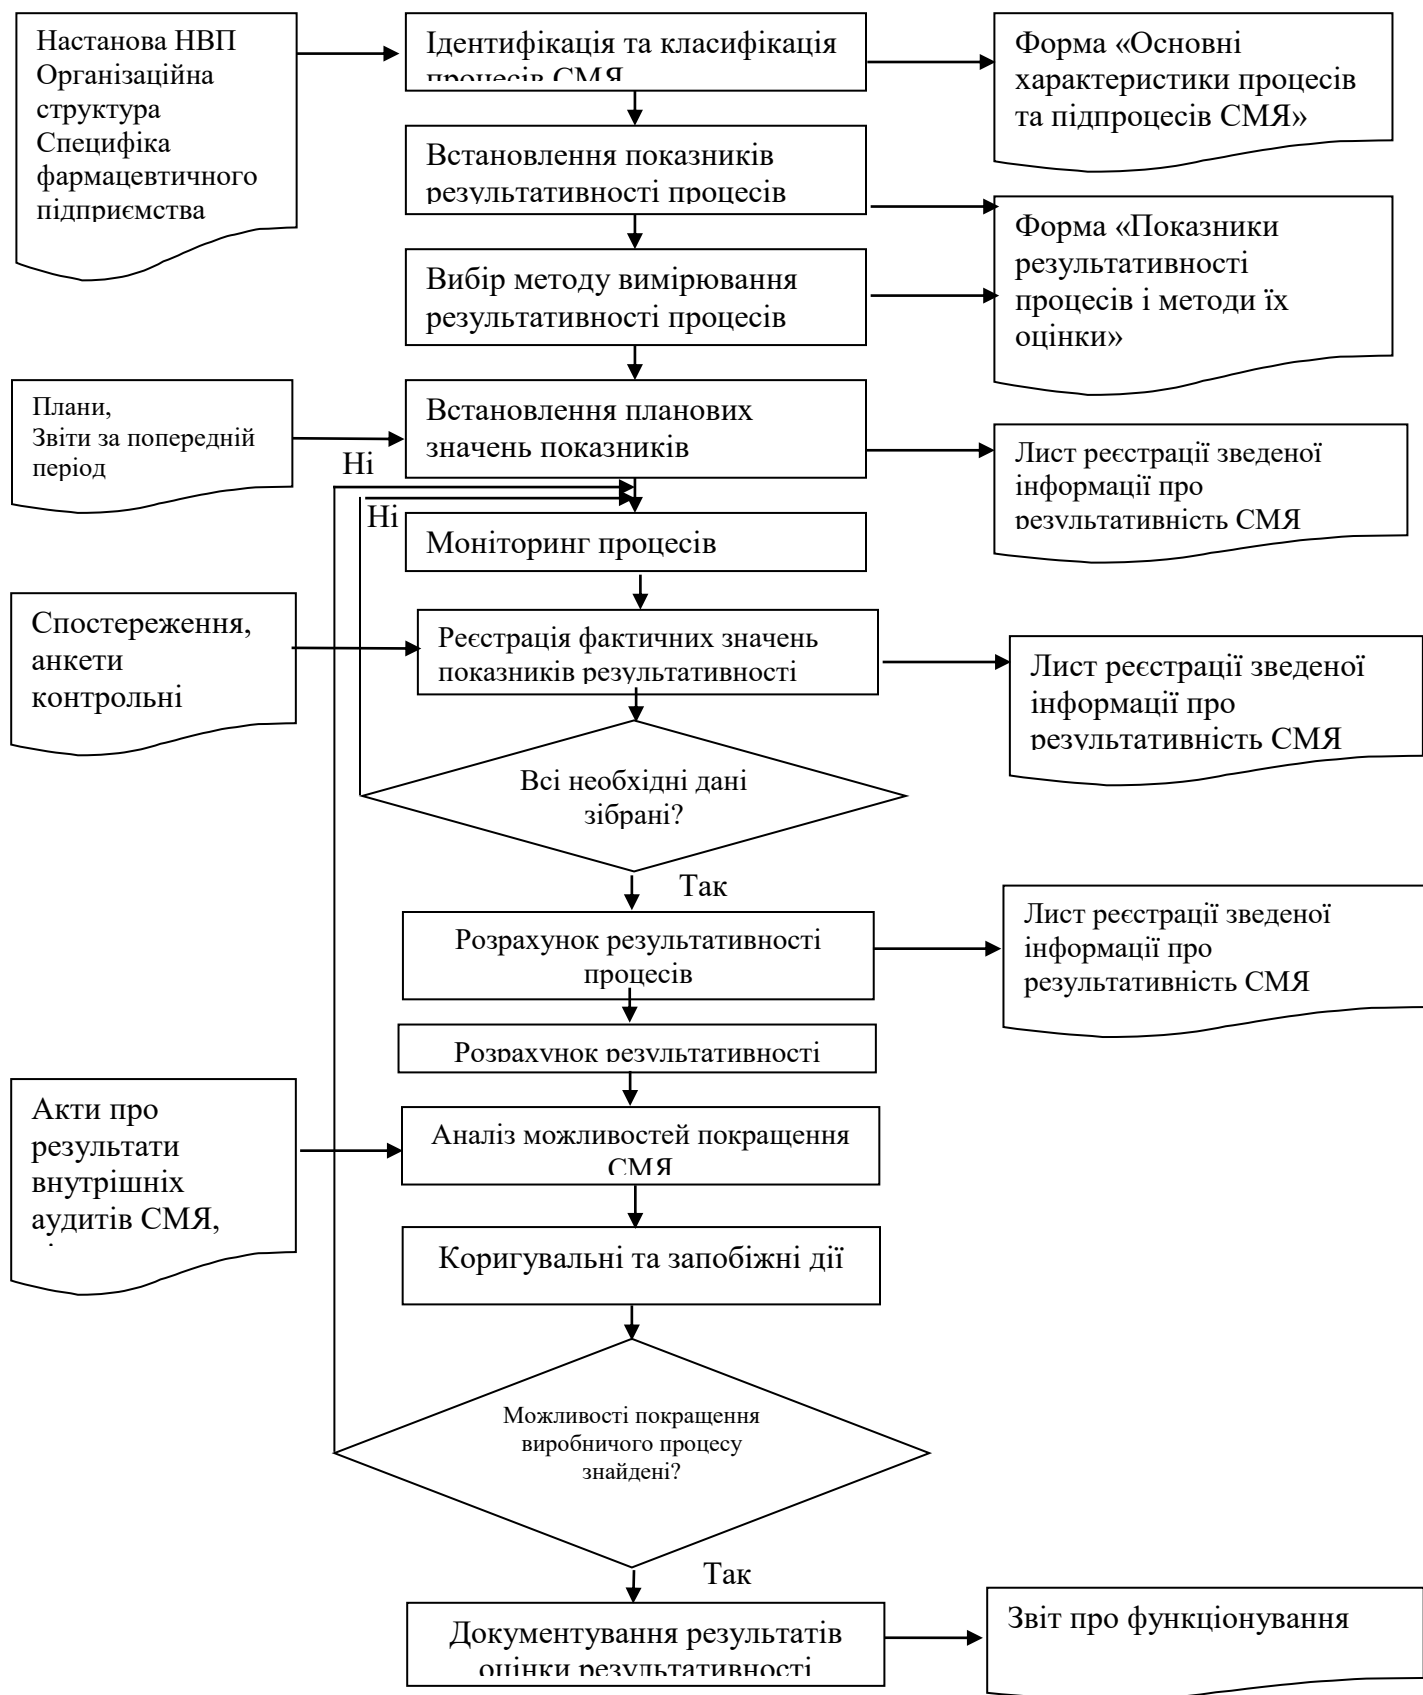 Настанова НВП
Організаційна
структура
Специфіка
фармацевтичного
підприємства
Ідентифікація та класифікація
процесів СМЯ
Форма «Основні
характеристики процесів
та підпроцесів СМЯ»
Встановлення показників
результативності процесів
Форма «Показники
результативності
процесів і методи їх
оцінки»
Вибір методу вимірювання
результативності процесів
Плани,
Звіти за попередній
період
Встановлення планових
значень показників
Лист реєстрації зведеної
інформації про
результативність СМЯ
Ні
Ні
Моніторинг процесів
Спостереження,
анкети
контрольні
Реєстрація фактичних значень
показників результативності
Лист реєстрації зведеної
інформації про
результативність СМЯ
Всі необхідні дані
зібрані?
Так
Розрахунок результативності
процесів
Лист реєстрації зведеної
інформації про
результативність СМЯ
Розрахунок результативності
Акти про
результати
внутрішніх
аудитів СМЯ,
Аналіз можливостей покращення
СМЯ
Коригувальні та запобіжні дії
Можливості покращення
виробничого процесу
знайдені?
Так
Документування результатів
оцінки результативності
Звіт про функціонування